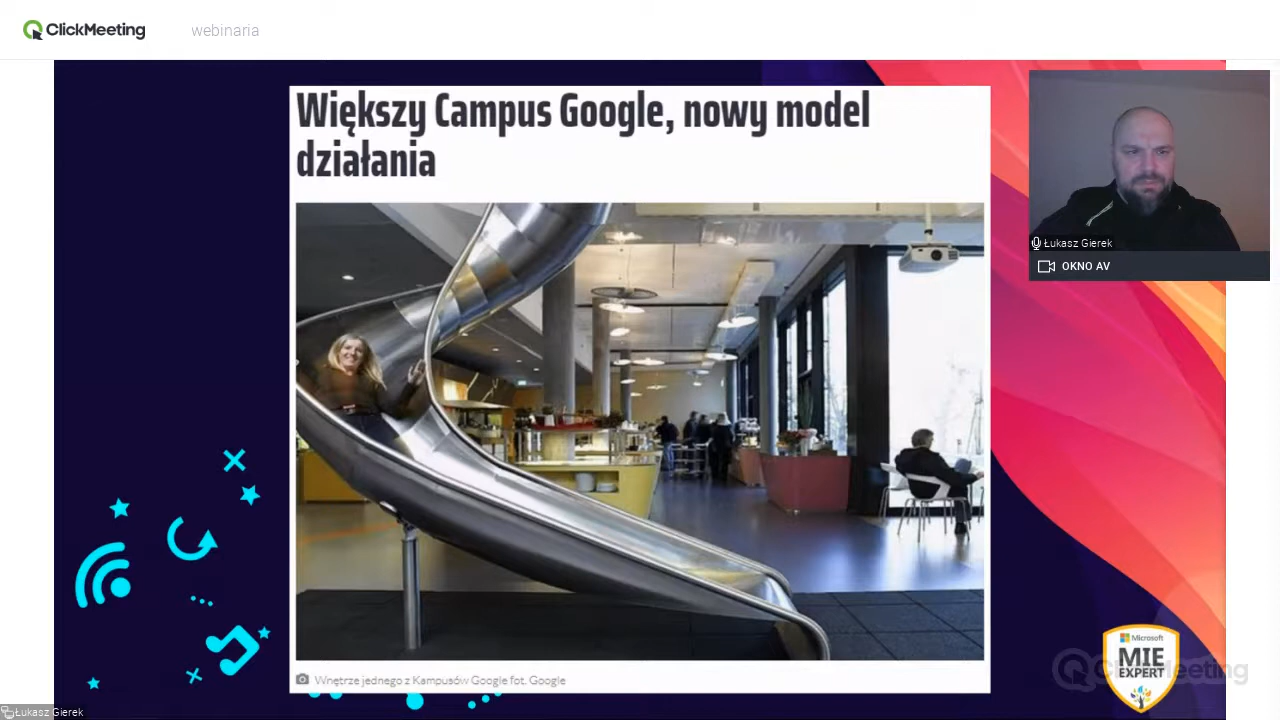 ClickMeeting
webinaria
Większy Campus Google, nowy model
działania
Łukasz Gierek
OKNO AV
Microsoft
MIE
EXPERT
ClickMeeting
Wnętrze jednego z Kampusów Google fot. Google
Łukasz Gierek